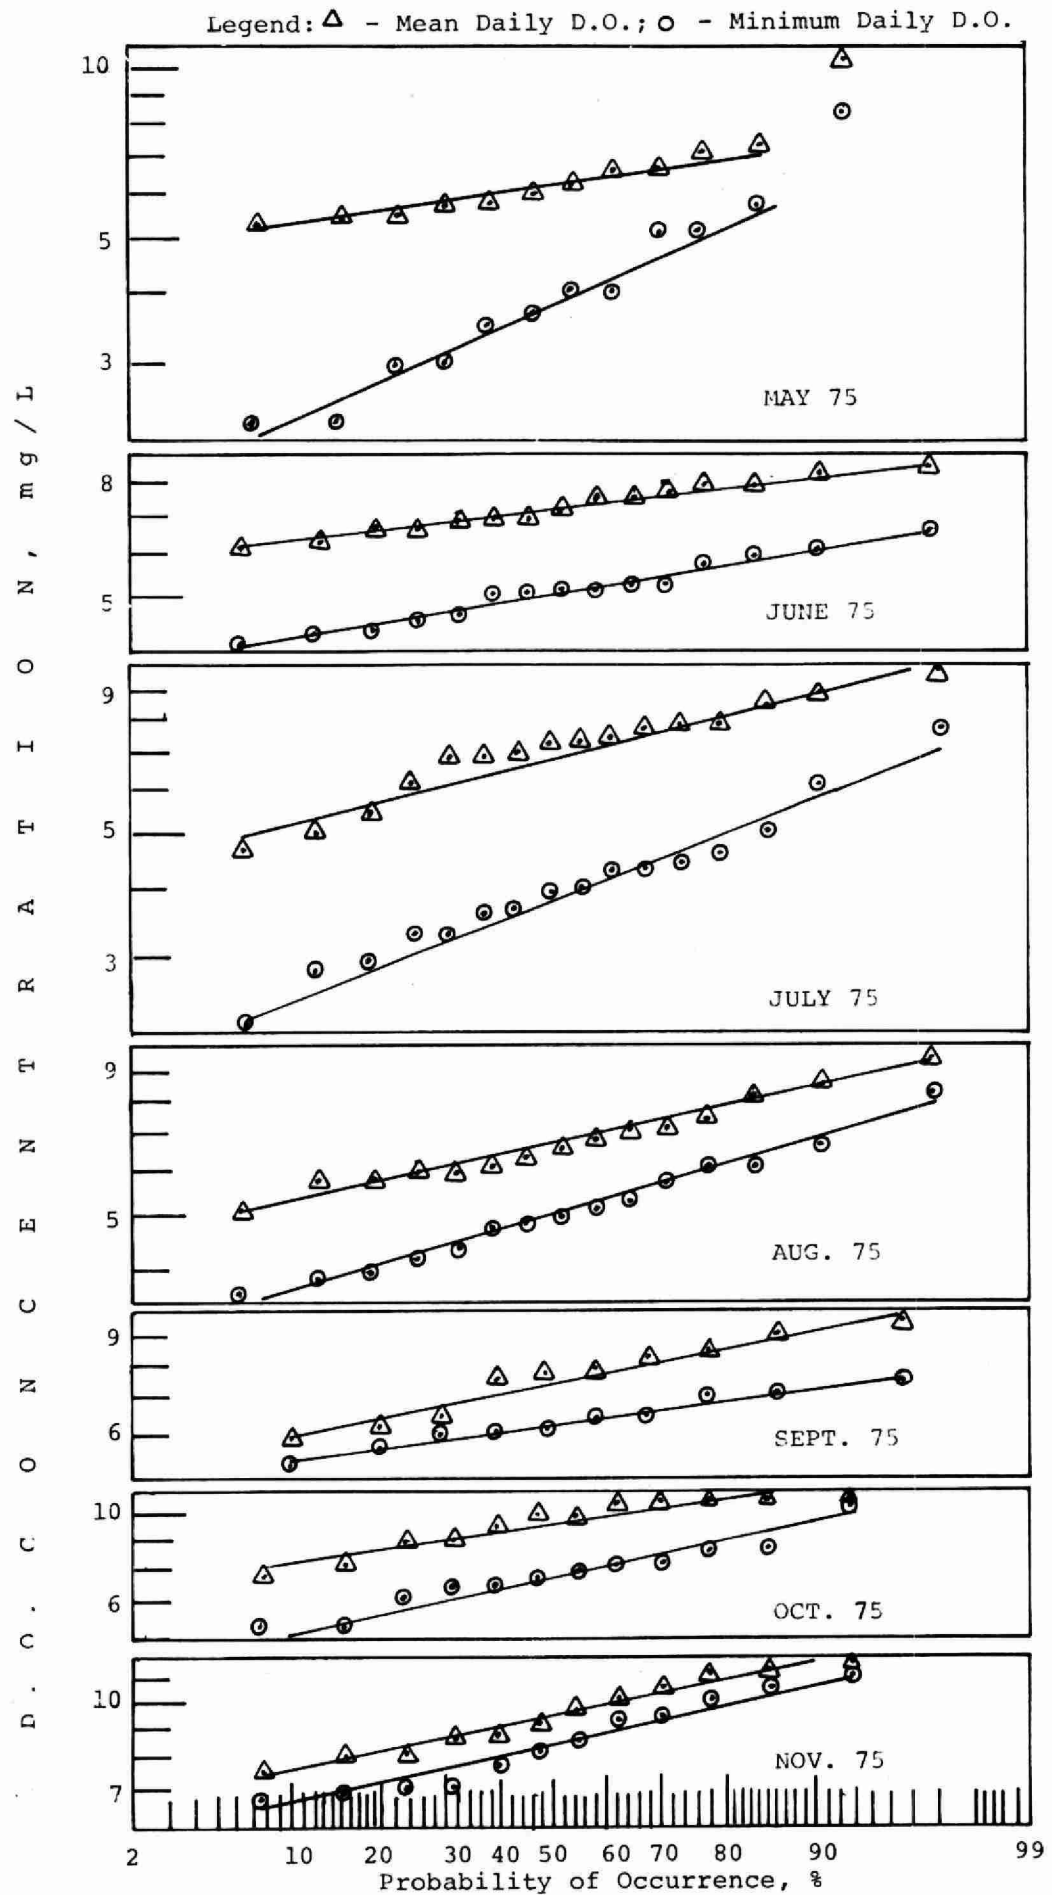 Legend: △ - Mean Daily D.O.; ⊙ - Minimum Daily D.O.
D.O. CONCENTRATION, mg/L
10
5
3
MAY 75
8
5
JUNE 75
9
5
3
JULY 75
9
5
AUG. 75
9
6
SEPT. 75
10
6
OCT. 75
10
7
NOV. 75
2 10 20 30 40 50 60 70 80 90 99
Probability of Occurrence, %